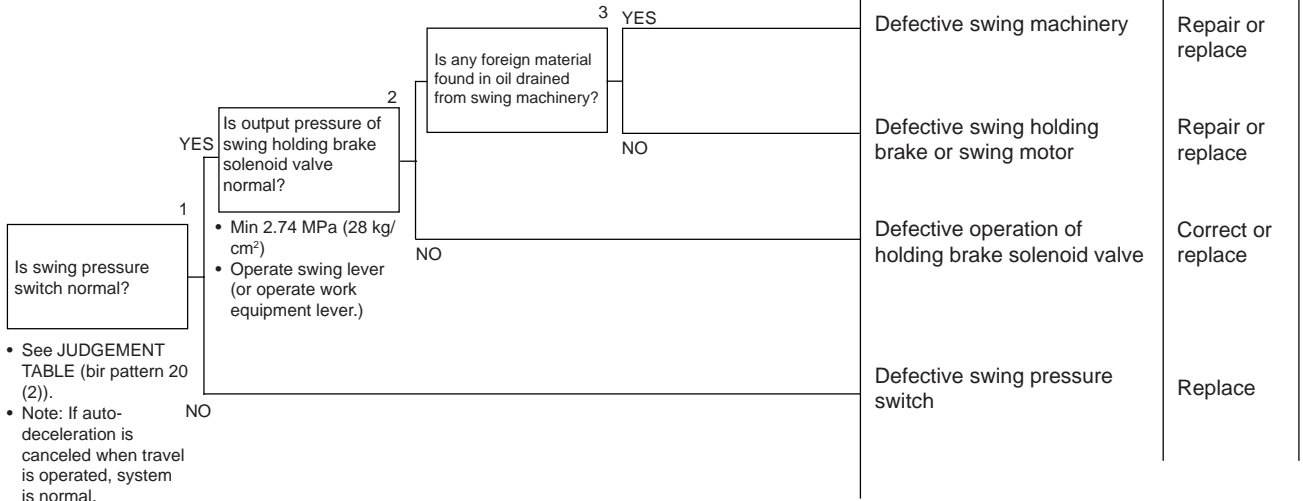 1
Is swing pressure
switch normal?
• See JUDGEMENT
TABLE (bir pattern 20
(2)).
• Note: If auto-
deceleration is
canceled when travel
is operated, system
is normal.
YES
NO
2
Is output pressure of
swing holding brake
solenoid valve
normal?
• Min 2.74 MPa (28 kg/
cm²)
• Operate swing lever
(or operate work
equipment lever.)
NO
3
Is any foreign material
found in oil drained
from swing machinery?
YES
NO
Defective swing machinery
Repair or
replace
Defective swing holding
brake or swing motor
Repair or
replace
Defective operation of
holding brake solenoid valve
Correct or
replace
Defective swing pressure
switch
Replace